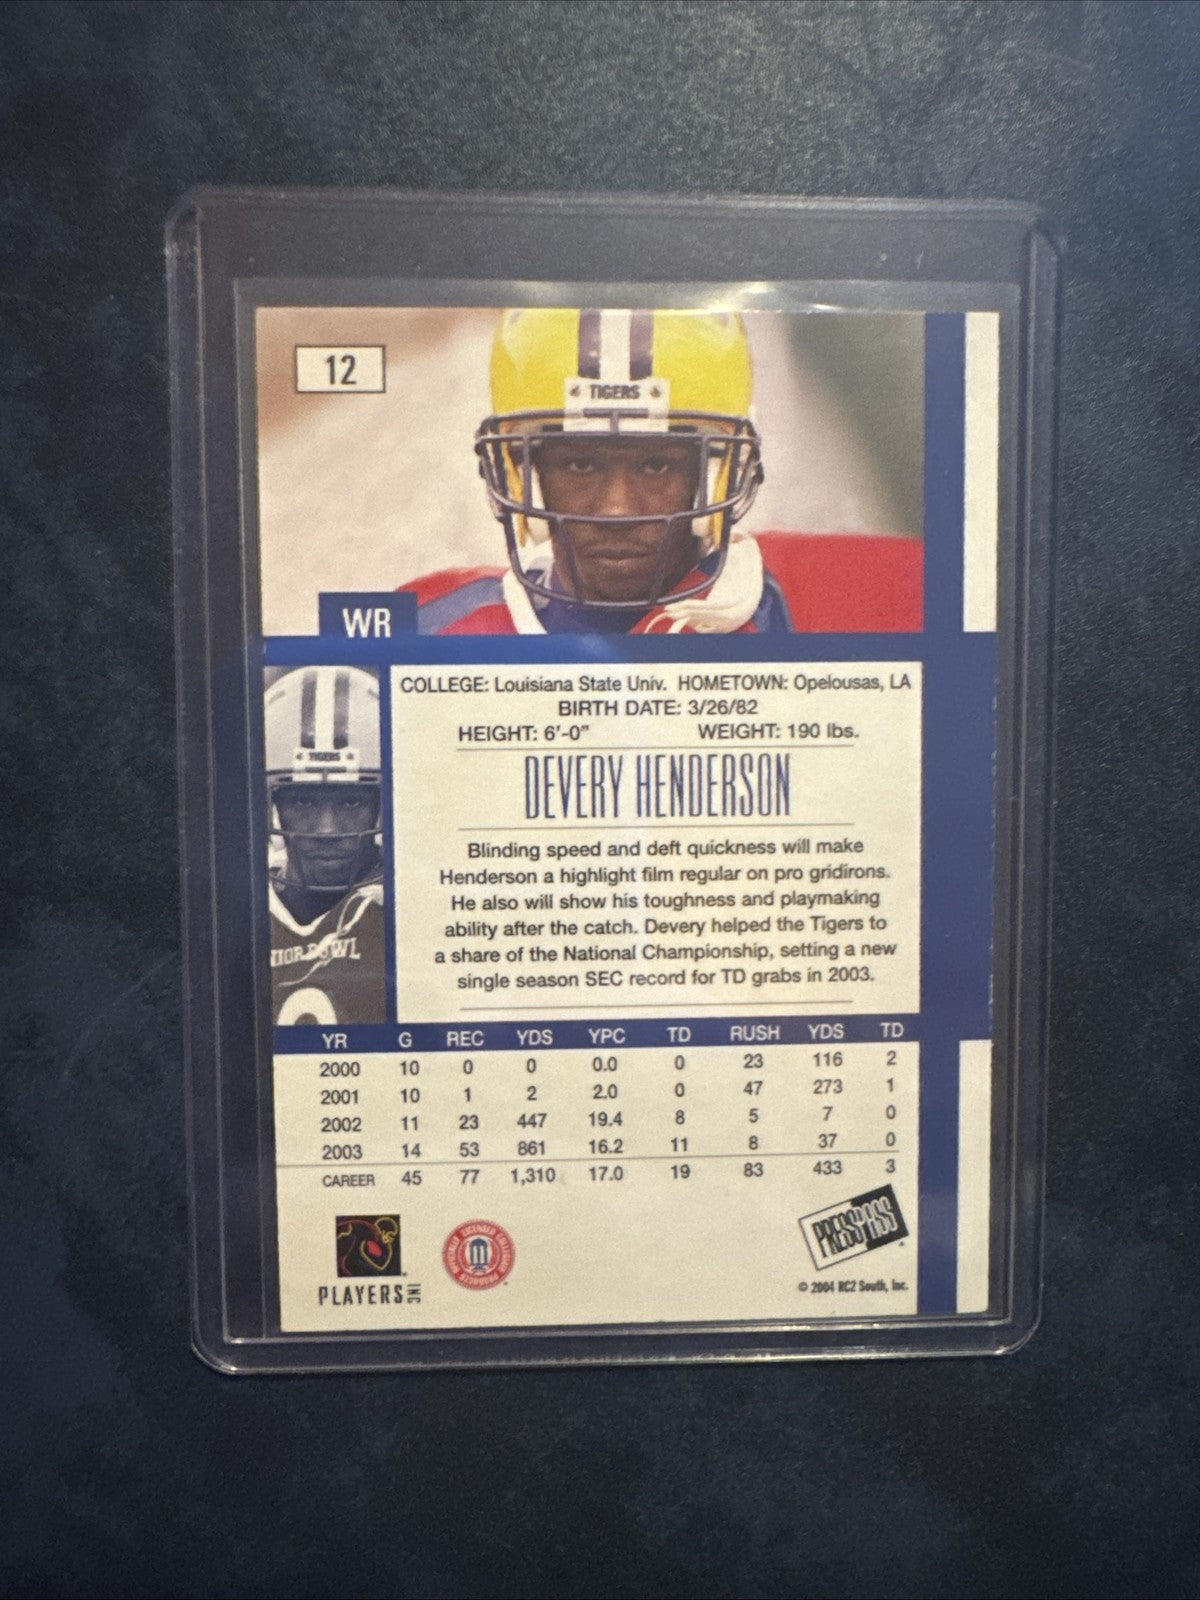 12
TIGERS
WR
COLLEGE: Louisiana State Univ. HOMETOWN: Opelousas, LA
BIRTH DATE: 3/26/82
HEIGHT: 6'-0" WEIGHT: 190 lbs.
TIGERS
DEVERY HENDERSON
Blinding speed and deft quickness will make
Henderson a highlight film regular on pro gridirons.
He also will show his toughness and playmaking
ability after the catch. Devery helped the Tigers to
a share of the National Championship, setting a new
single season SEC record for TD grabs in 2003.
YR G REC YDS YPC TD RUSH YDS TD
2000 10 0 0 0.0 0 23 116 2
2001 10 1 2 2.0 0 47 273 1
2002 11 23 447 19.4 8 5 7 0
2003 14 53 861 16.2 11 8 37 0
CAREER 45 77 1,310 17.0 19 83 433 3
PLAYERS INC
OFFICIALLY LICENSED COLLEGIATE PRODUCTS
PRESS PASS
© 2004 RC2 South, Inc.